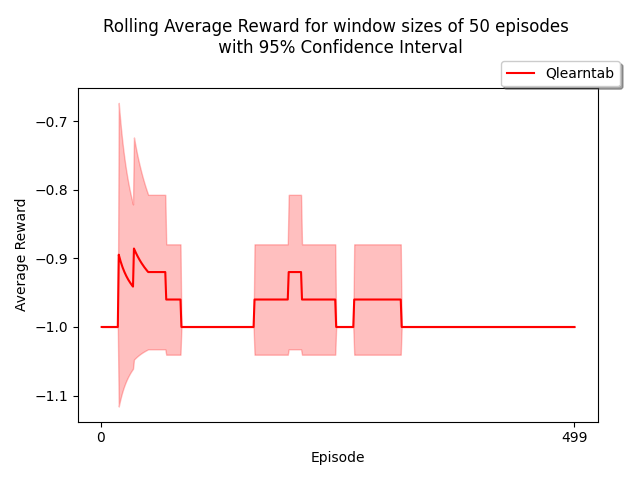 Rolling Average Reward for window sizes of 50 episodes
with 95% Confidence Interval
Qlearntab
−0.7
−0.8
−0.9
−1.0
−1.1
Average Reward
0
499
Episode